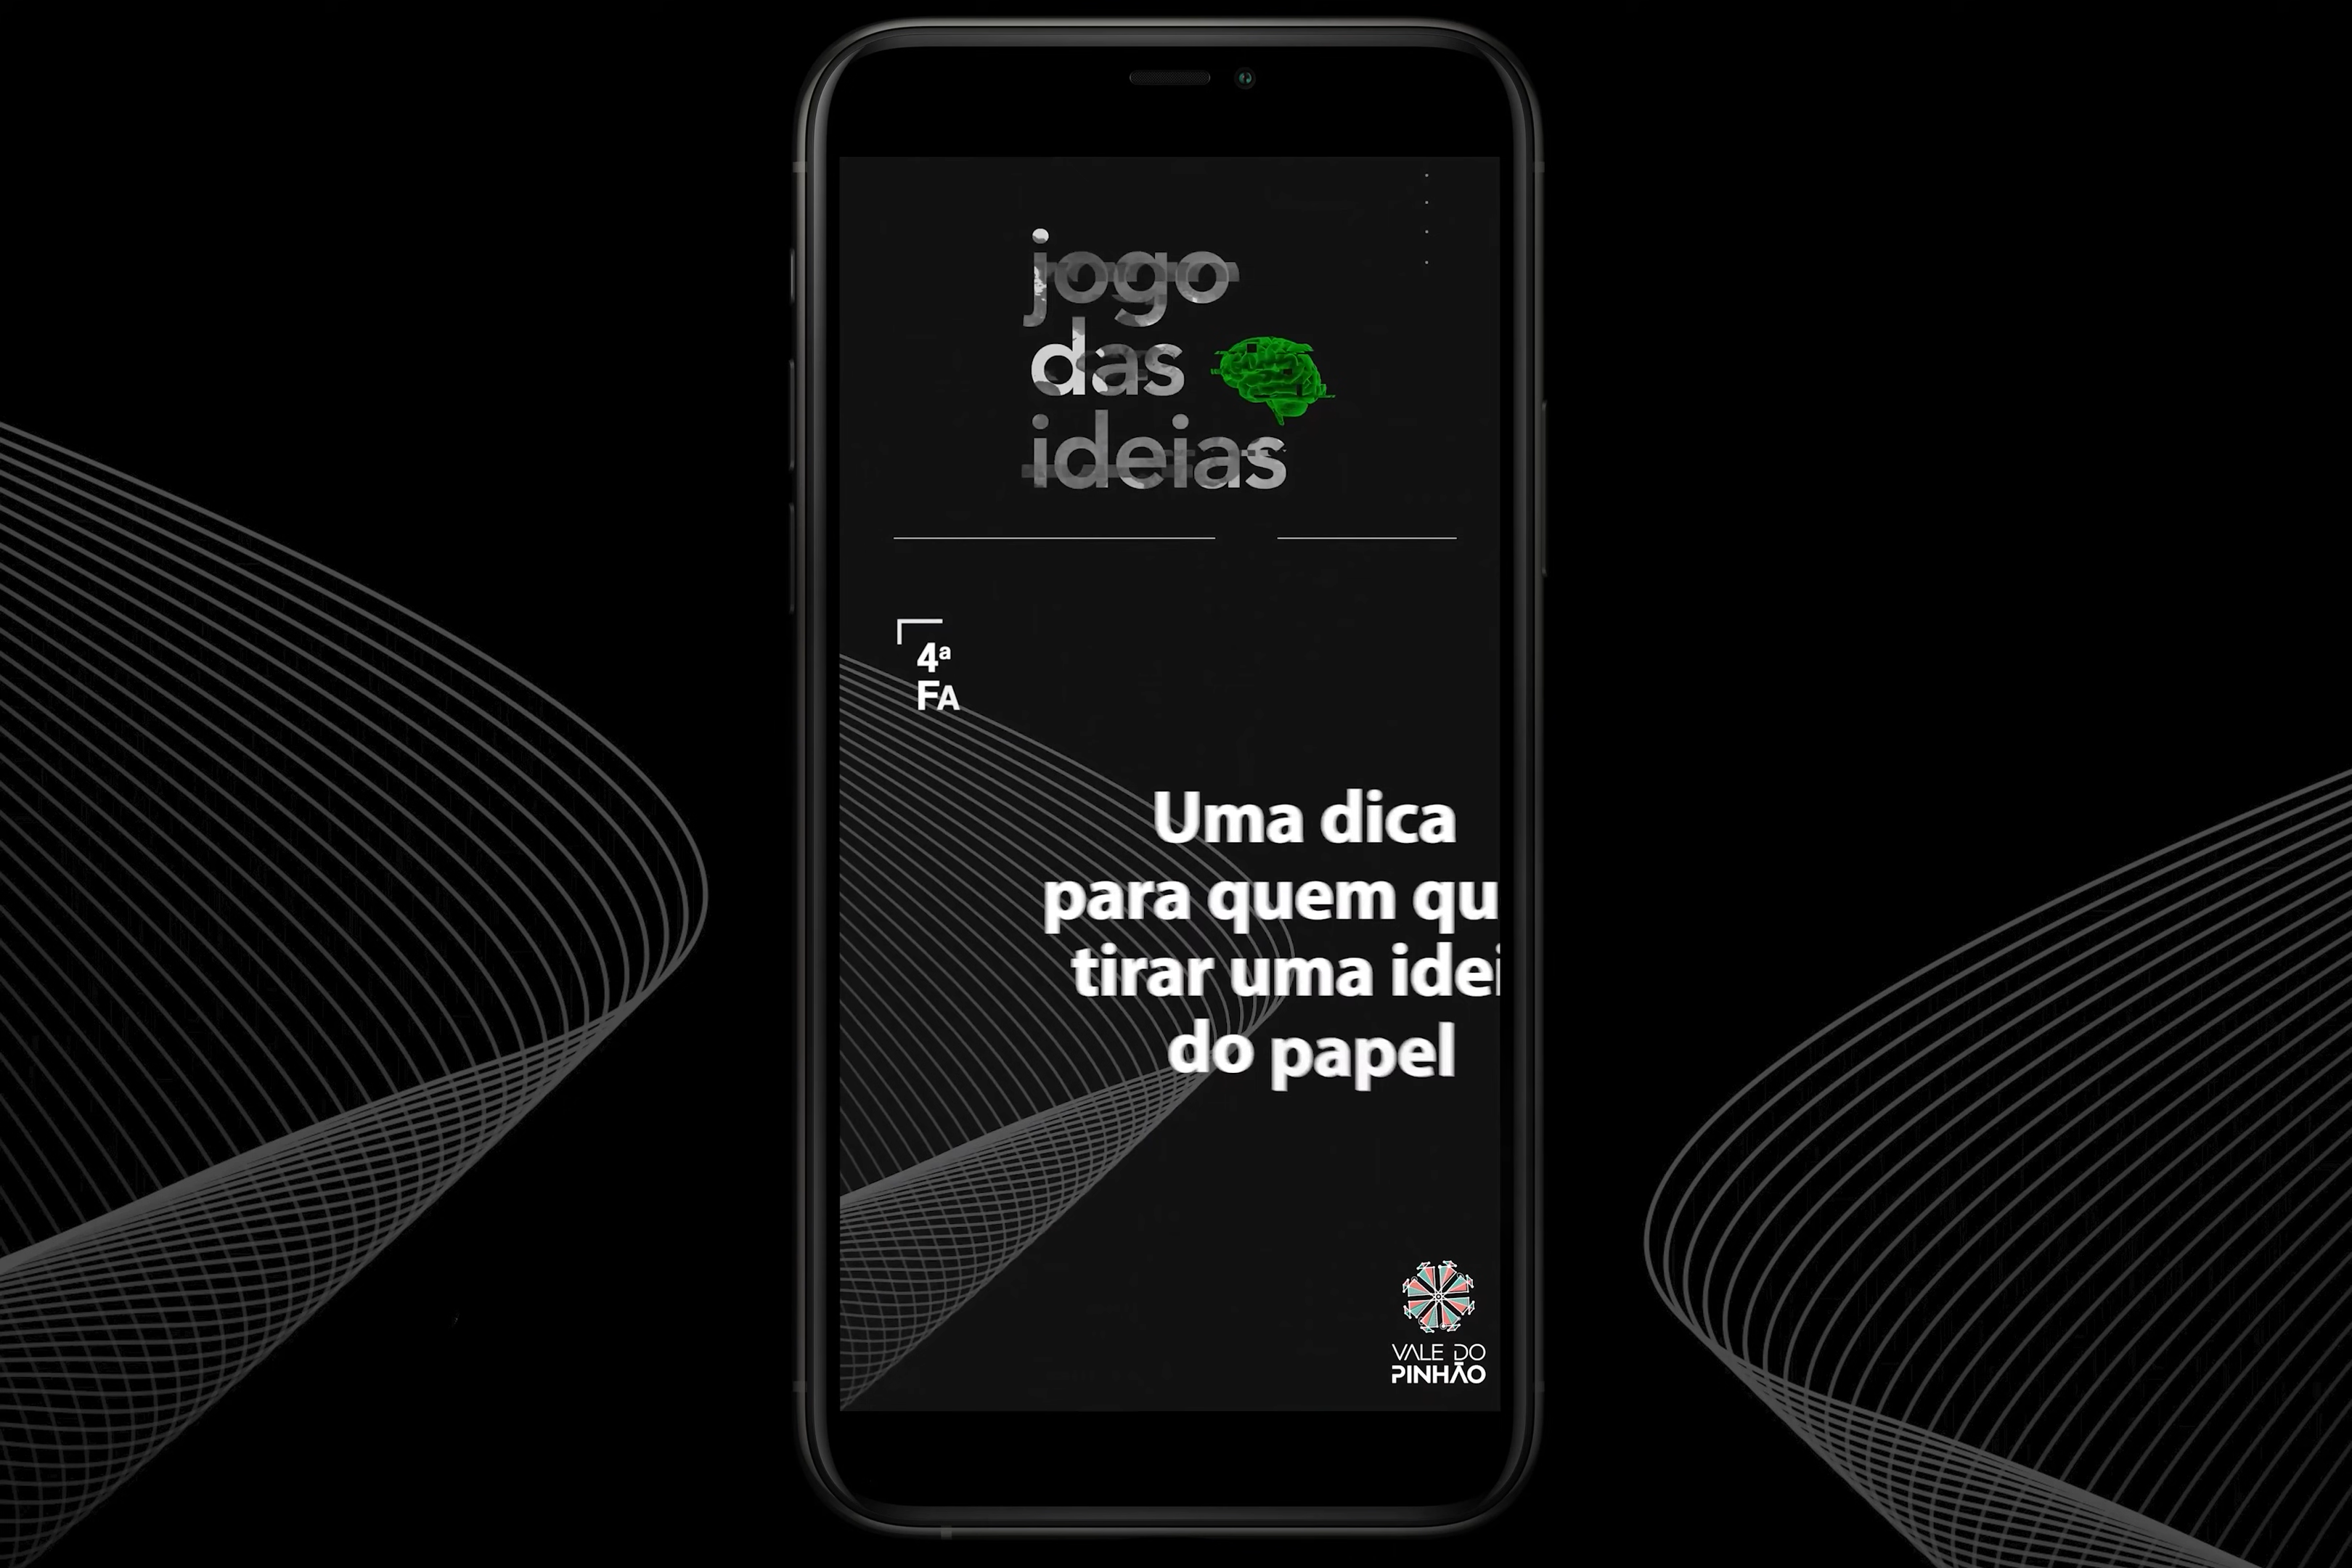 jogo
das
ideias
4ª
FA
Uma dica
para quem qu
tirar uma idei
do papel
VALE DO
PINHÃO